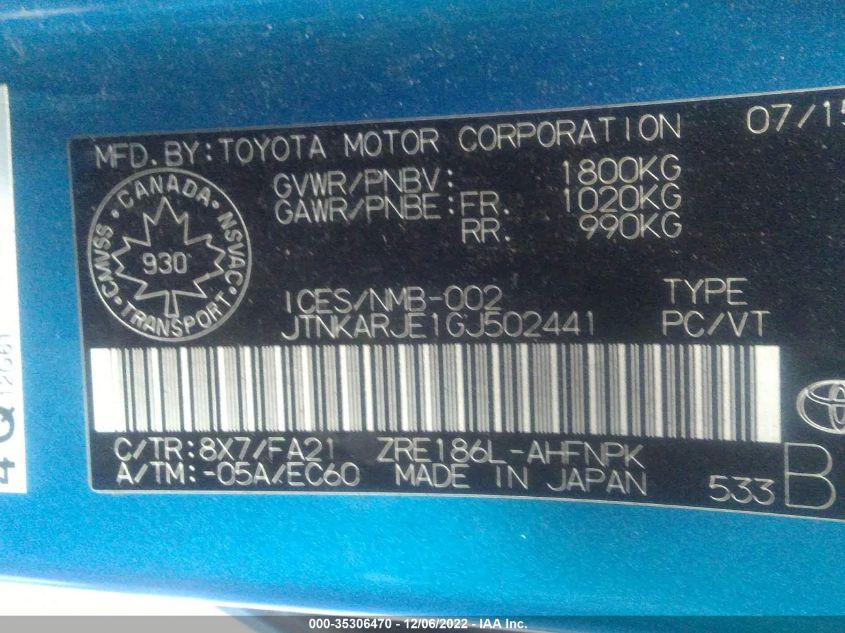 MFD. BY: TOYOTA MOTOR CORPORATION 07/15
GVWR/PNBV: 1800KG
GAWR/PNBE: FR. 1020KG
RR. 990KG
CMVSS • CANADA • NSVAC • TRANSPORT •
930
ICES/NMB-002
JTNKARJE1GJ502441
TYPE
PC/VT
C/TR: 8X7/FA21 ZRE186L-AHFNPK
A/TM: -05A/EC60 MADE IN JAPAN
533 B
000-35306470 - 12/06/2022 - IAA Inc.